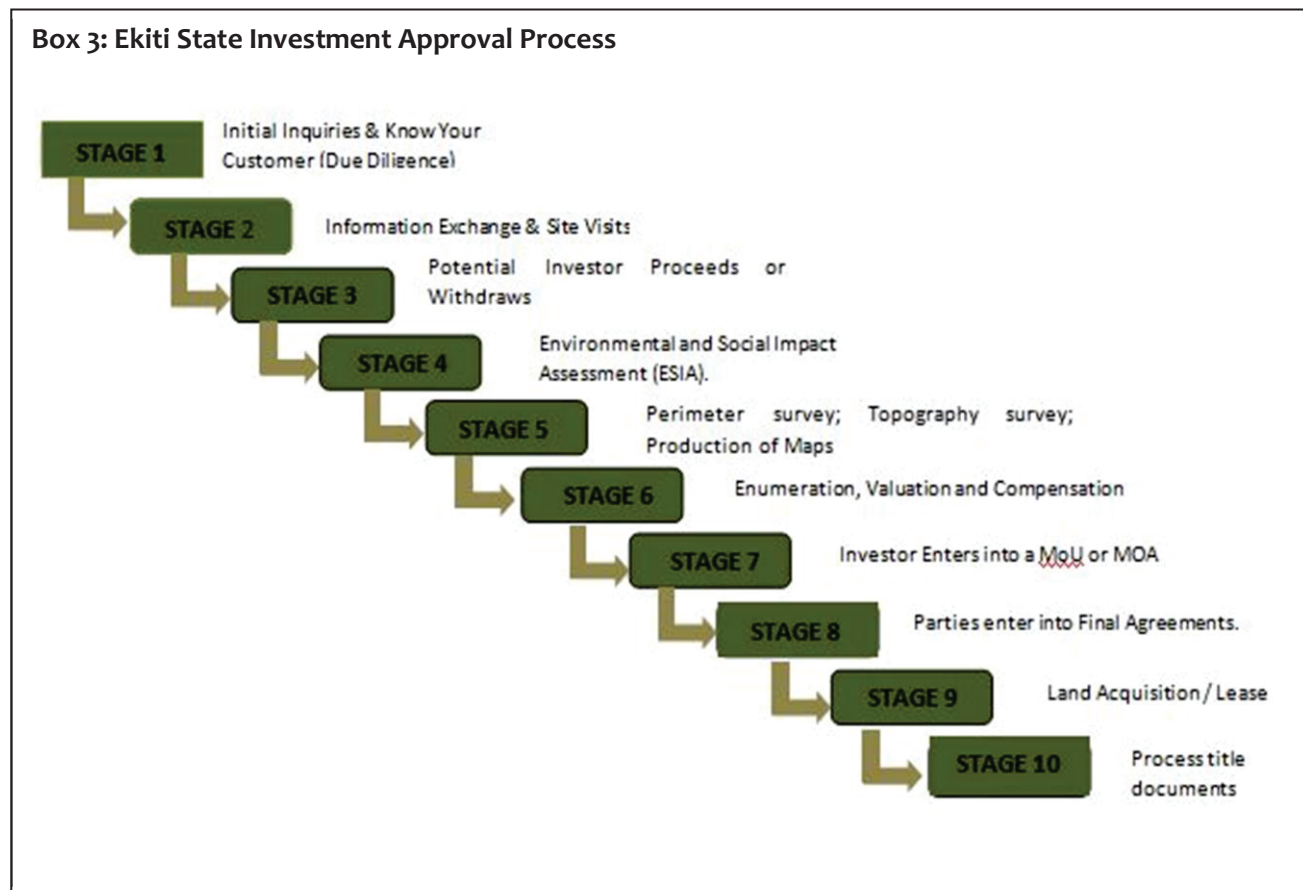 Box 3: Ekiti State Investment Approval Process
STAGE 1
Initial Inquiries & Know Your
Customer (Due Diligence)
STAGE 2
Information Exchange & Site Visits
STAGE 3
Potential Investor Proceeds or
Withdraws
STAGE 4
Environmental and Social Impact
Assessment (ESIA).
STAGE 5
Perimeter survey; Topography survey;
Production of Maps
STAGE 6
Enumeration, Valuation and Compensation
STAGE 7
Investor Enters into a MoU or MOA
STAGE 8
Parties enter into Final Agreements.
STAGE 9
Land Acquisition / Lease
STAGE 10
Process title
documents